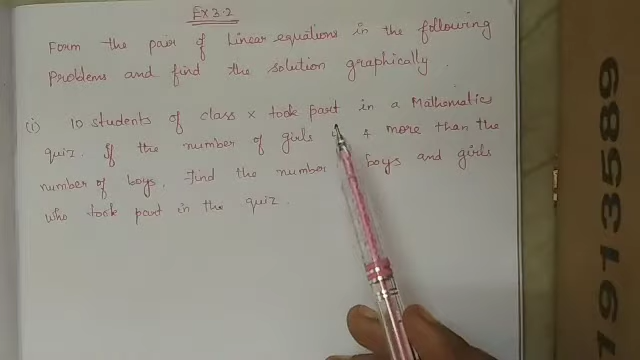 Ex 3.2
Form the pair of Linear equations in the following
Problems and find the solution graphically.
(i) 10 students of class x took part in a Mathematics
quiz. If the number of girls 4 more than the
number of boys. Find the number boys and girls
who took part in the quiz.
7913589